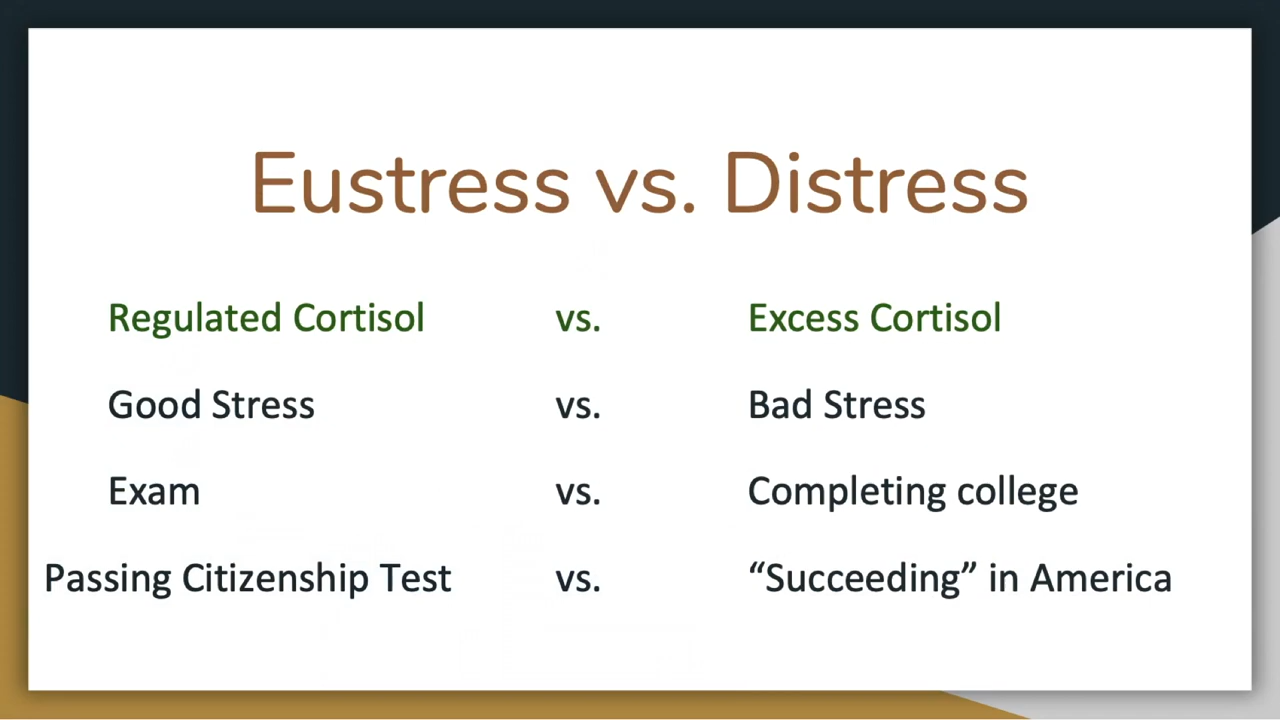 Eustress vs. Distress
Regulated Cortisol vs. Excess Cortisol
Good Stress vs. Bad Stress
Exam vs. Completing college
Passing Citizenship Test vs. “Succeeding” in America